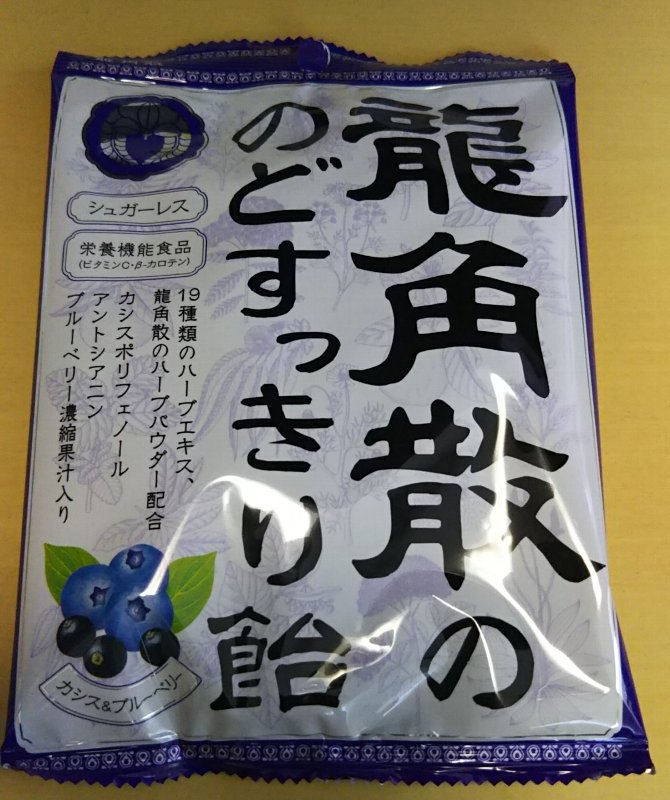 龍角散の
のどすっきり飴
シュガーレス
栄養機能食品
(ビタミンC・β-カロテン)
19種類のハーブエキス、
龍角散のハーブパウダー配合
カシスポリフェノール
アントシアニン
ブルーベリー濃縮果汁入り
カシス&ブルーベリー